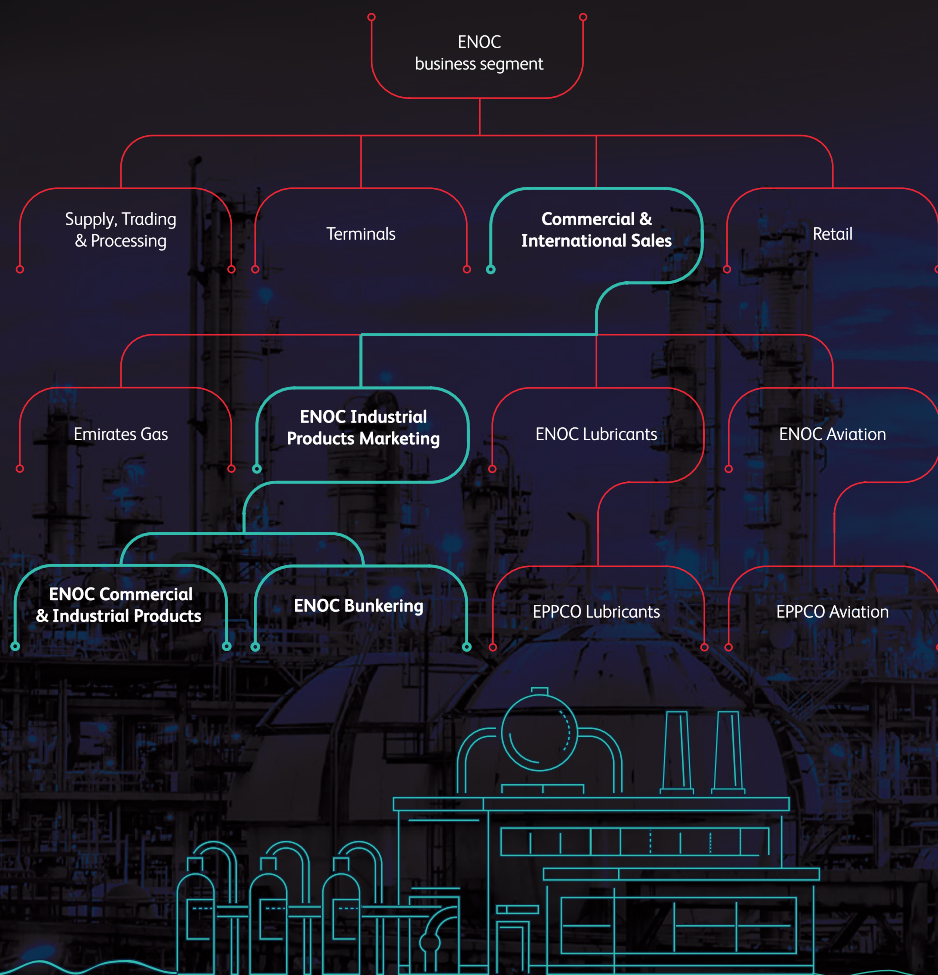 ENOC
business segment
Supply, Trading
& Processing
Terminals
Commercial &
International Sales
Retail
Emirates Gas
ENOC Industrial
Products Marketing
ENOC Lubricants
ENOC Aviation
ENOC Commercial
& Industrial Products
ENOC Bunkering
EPPCO Lubricants
EPPCO Aviation